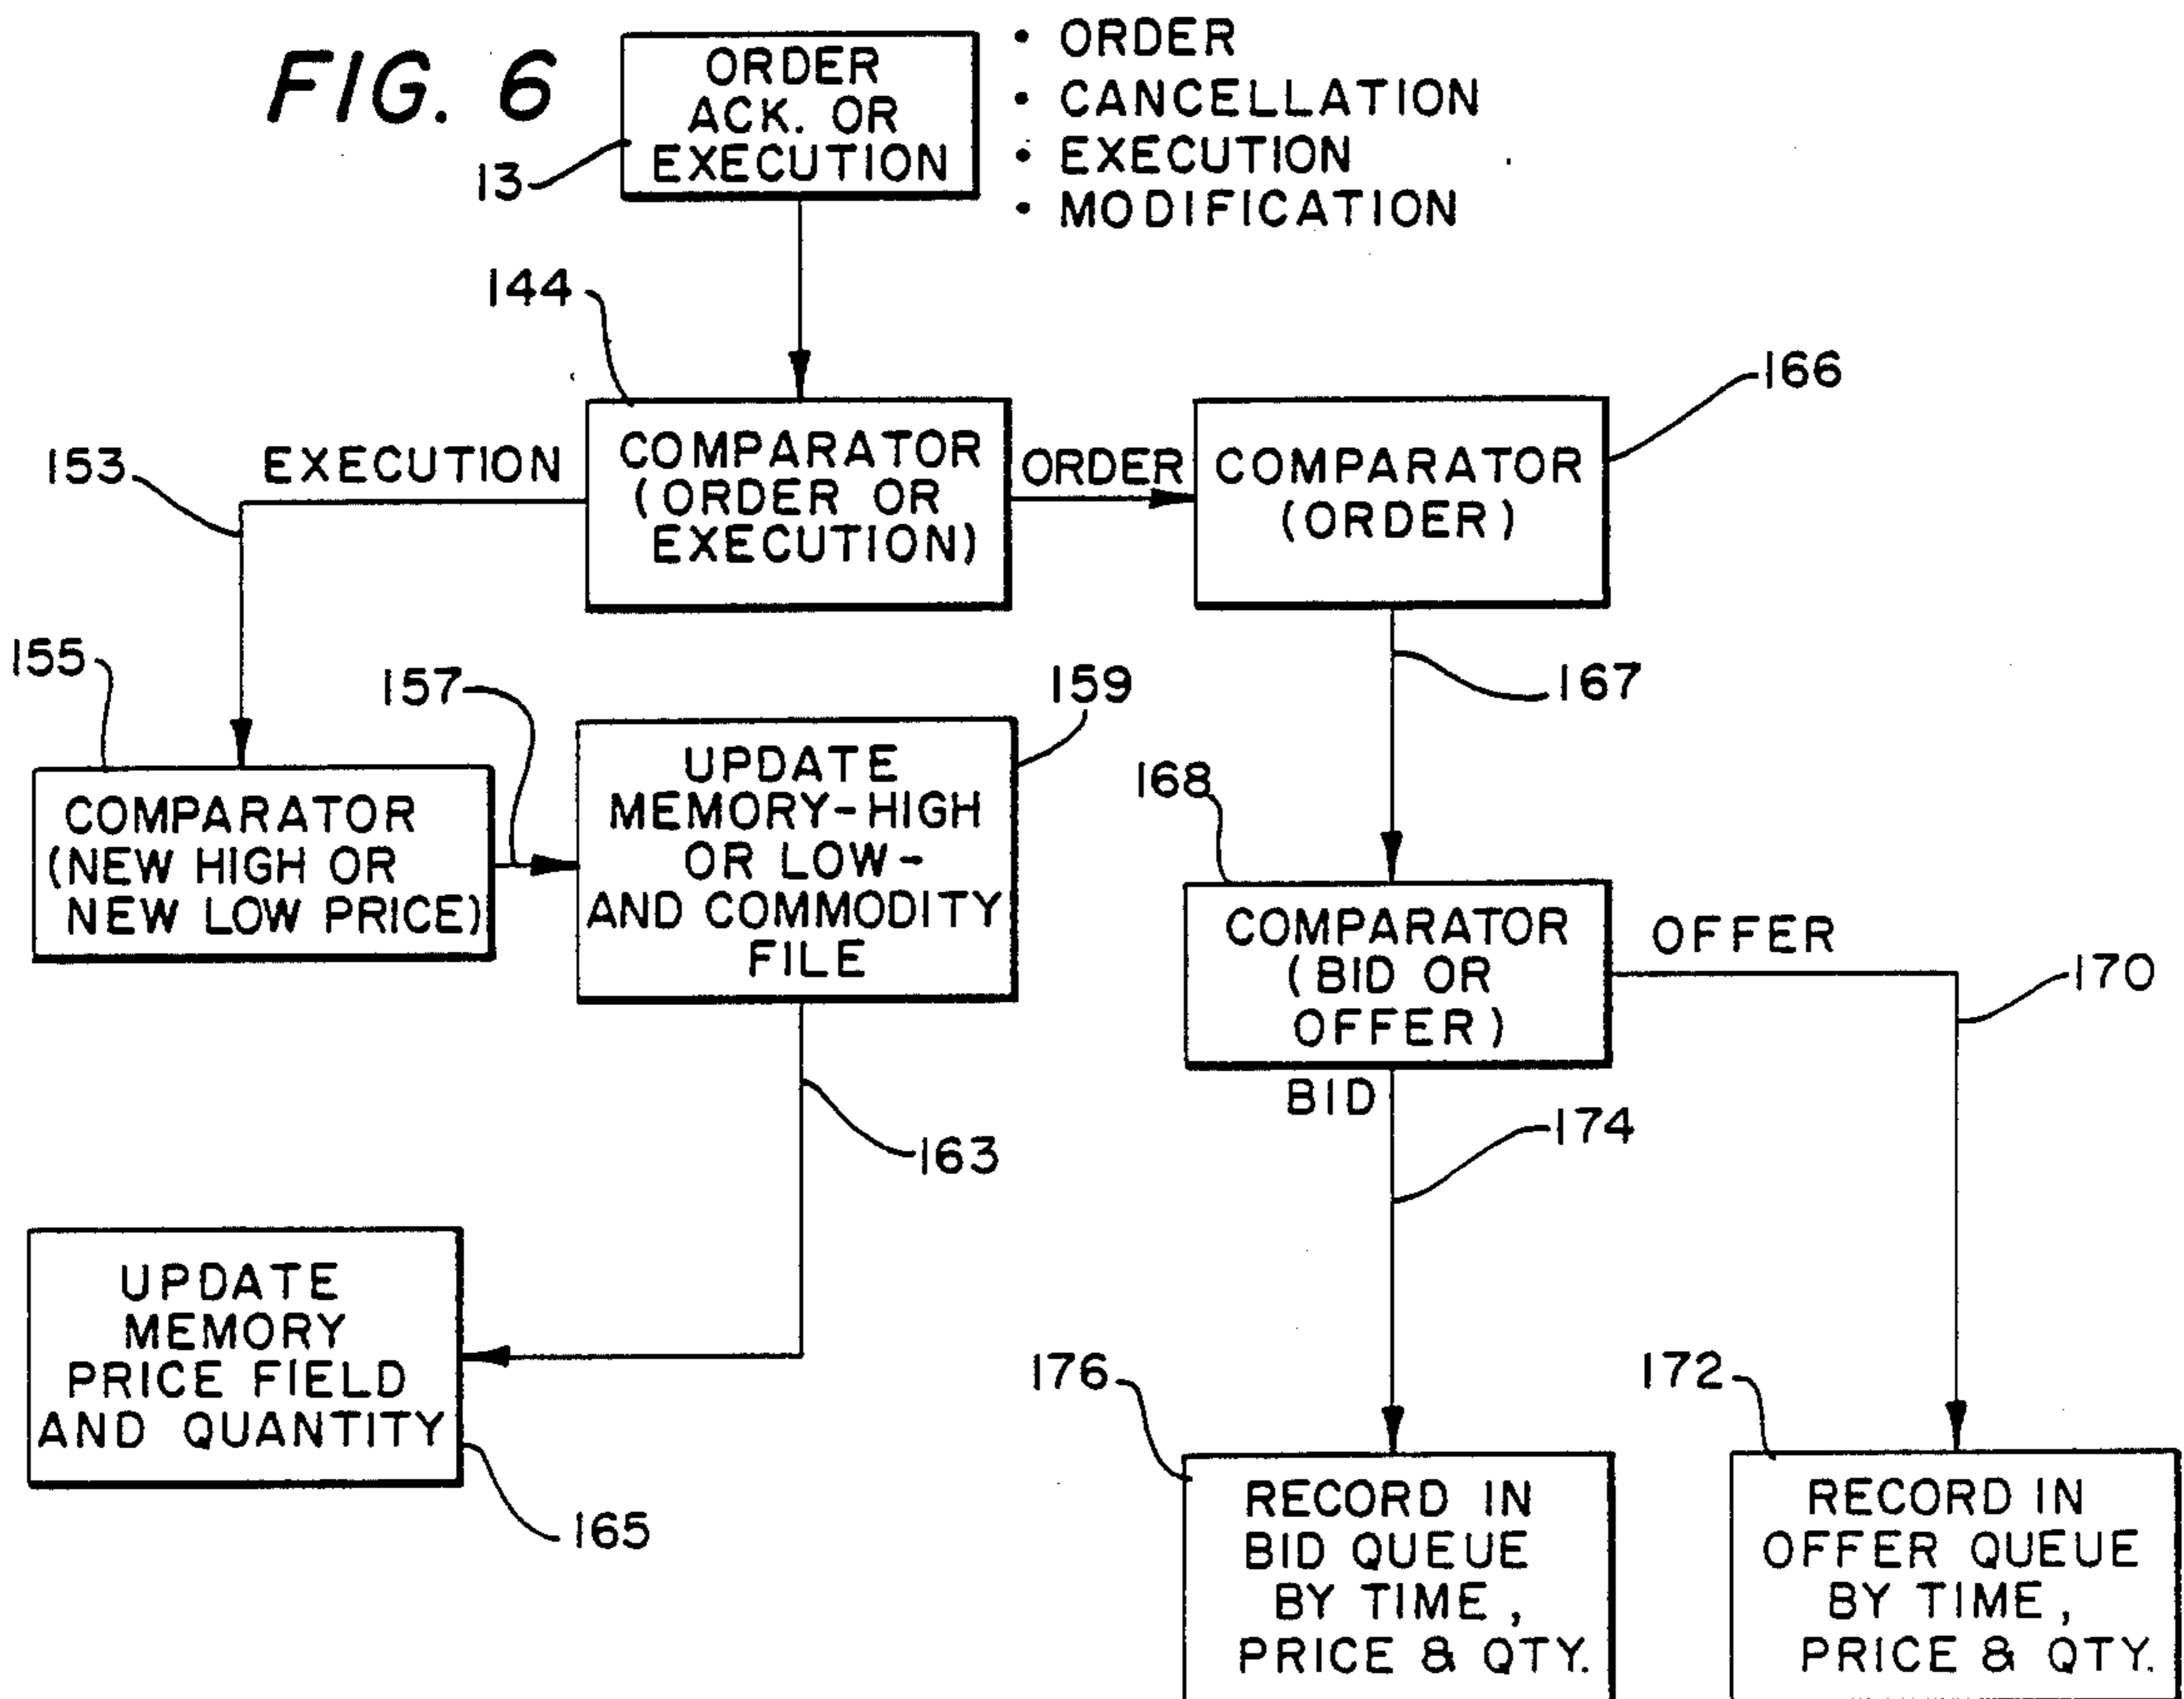 FIG. 6
ORDER
ACK. OR
EXECUTION
• ORDER
• CANCELLATION
• EXECUTION
• MODIFICATION
13
144
COMPARATOR
(ORDER OR
EXECUTION)
EXECUTION
153
ORDER
COMPARATOR
(ORDER)
166
155
COMPARATOR
(NEW HIGH OR
NEW LOW PRICE)
157
UPDATE
MEMORY-HIGH
OR LOW-
AND COMMODITY
FILE
159
167
168
COMPARATOR
(BID OR
OFFER)
OFFER
170
BID
174
163
UPDATE
MEMORY
PRICE FIELD
AND QUANTITY
165
176
RECORD IN
BID QUEUE
BY TIME,
PRICE & QTY.
172
RECORD IN
OFFER QUEUE
BY TIME,
PRICE & QTY.